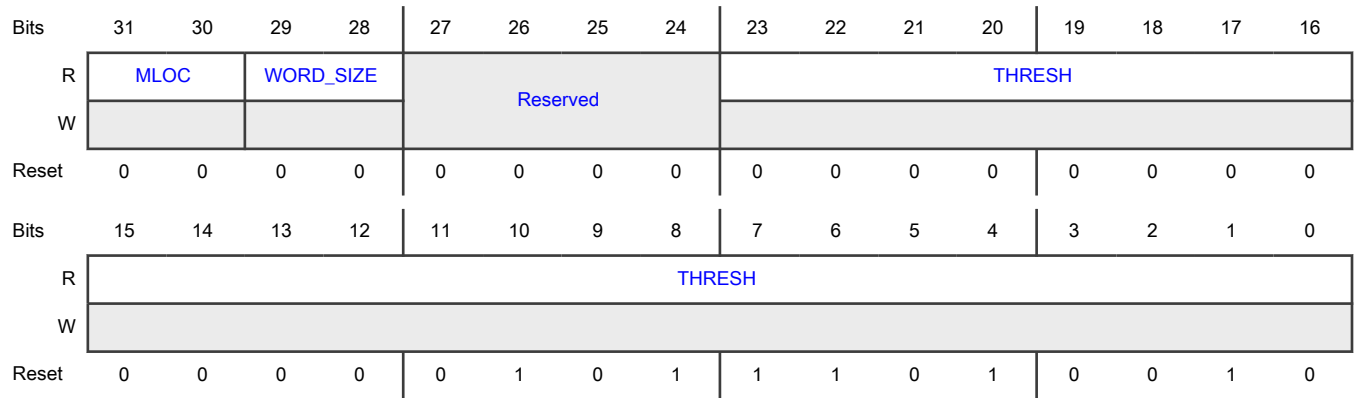 Bits 31 30 29 28 27 26 25 24 23 22 21 20 19 18 17 16
R MLOC WORD_SIZE Reserved THRESH
W
Reset 0 0 0 0 0 0 0 0 0 0 0 0 0 0 0 0
Bits 15 14 13 12 11 10 9 8 7 6 5 4 3 2 1 0
R THRESH
W
Reset 0 0 0 0 0 1 0 1 1 1 0 1 0 0 1 0